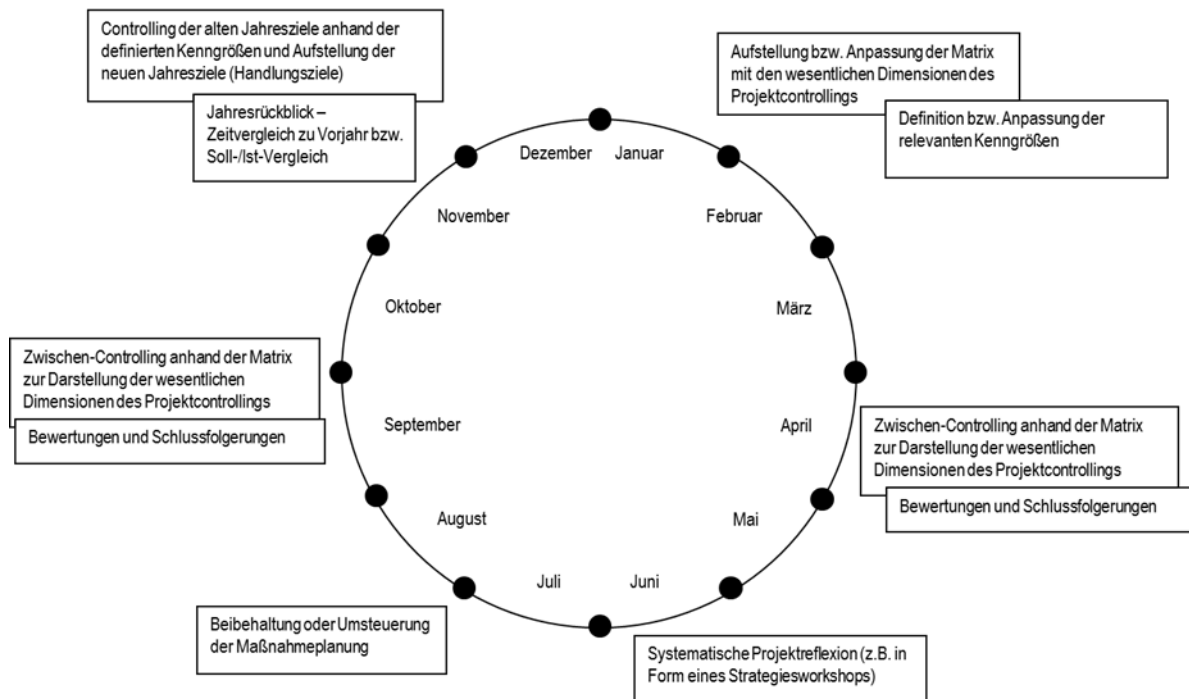 Controlling der alten Jahresziele anhand der
definierten Kenngrößen und Aufstellung der
neuen Jahresziele (Handlungsziele)
Jahresrückblick –
Zeitvergleich zu Vorjahr bzw.
Soll-/Ist-Vergleich
Aufstellung bzw. Anpassung der Matrix
mit den wesentlichen Dimensionen des
Projektcontrollings
Definition bzw. Anpassung der
relevanten Kenngrößen
Dezember
Januar
November
Februar
Oktober
März
Zwischen-Controlling anhand der Matrix
zur Darstellung der wesentlichen
Dimensionen des Projektcontrollings
Bewertungen und Schlussfolgerungen
September
April
Zwischen-Controlling anhand der Matrix
zur Darstellung der wesentlichen
Dimensionen des Projektcontrollings
Bewertungen und Schlussfolgerungen
August
Mai
Juli
Juni
Beibehaltung oder Umsteuerung
der Maßnahmeplanung
Systematische Projektreflexion (z.B. in
Form eines Strategiesworkshops)